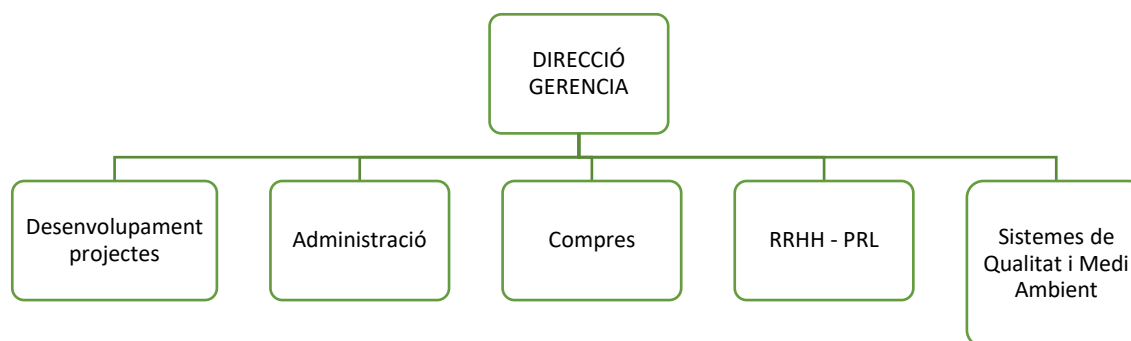 DIRECCIÓ
GERENCIA
Desenvolupament
projectes
Administració
Compres
RRHH - PRL
Sistemes de
Qualitat i Medi
Ambient